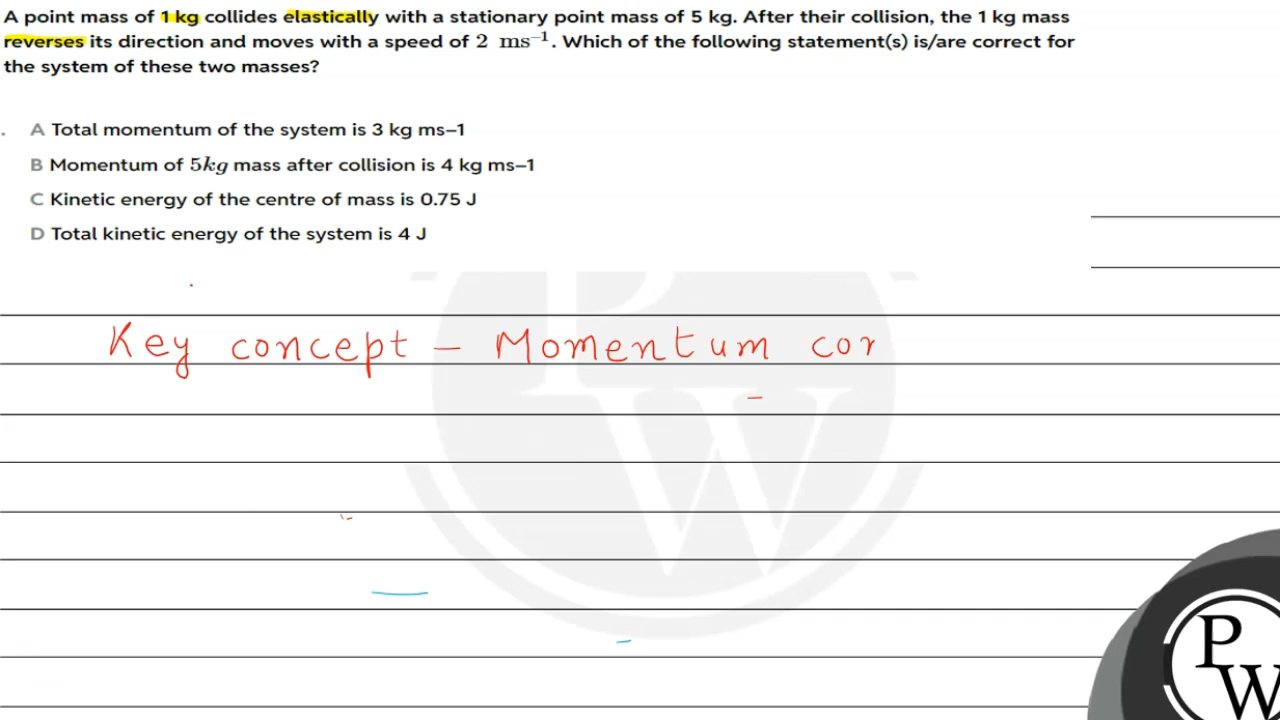 A point mass of 1 kg collides elastically with a stationary point mass of 5 kg. After their collision, the 1 kg mass
reverses its direction and moves with a speed of 2 ms⁻¹. Which of the following statement(s) is/are correct for
the system of these two masses?
. A Total momentum of the system is 3 kg ms–1
B Momentum of 5kg mass after collision is 4 kg ms–1
C Kinetic energy of the centre of mass is 0.75 J
D Total kinetic energy of the system is 4 J
Key concept – Momentum cor
P
W
P
W